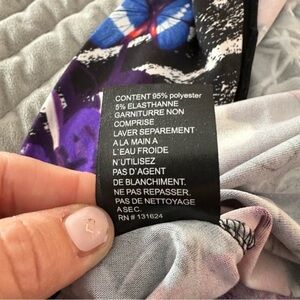 CONTENT 95% polyester
5% ELASTHANNE
GARNITURRE NON
COMPRISE
LAVER SEPAREMENT
A LA MAIN A
L'EAU FROIDE
N'UTILISEZ
PAS D'AGENT
DE BLANCHIMENT.
NE PAS REPASSER.
PAS DE NETTOYAGE
A SEC.
RN # 131624